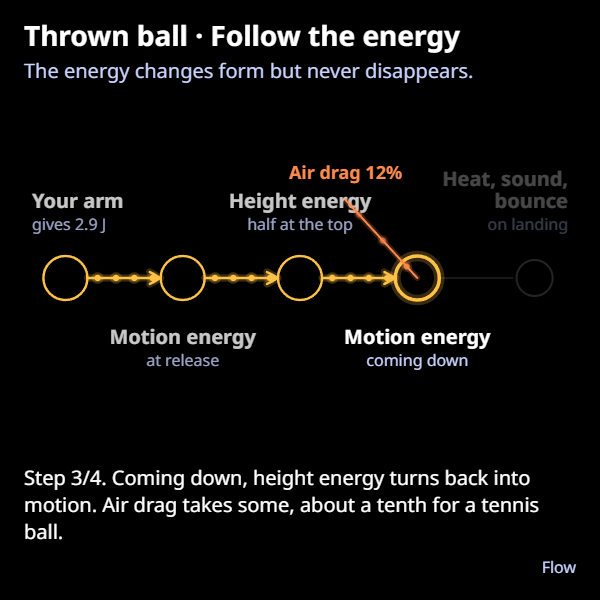 Thrown ball · Follow the energy
The energy changes form but never disappears.
Air drag 12%
Your arm
gives 2.9 J
Height energy
half at the top
Heat, sound,
bounce
on landing
Motion energy
at release
Motion energy
coming down
Step 3/4. Coming down, height energy turns back into
motion. Air drag takes some, about a tenth for a tennis
ball.
Flow